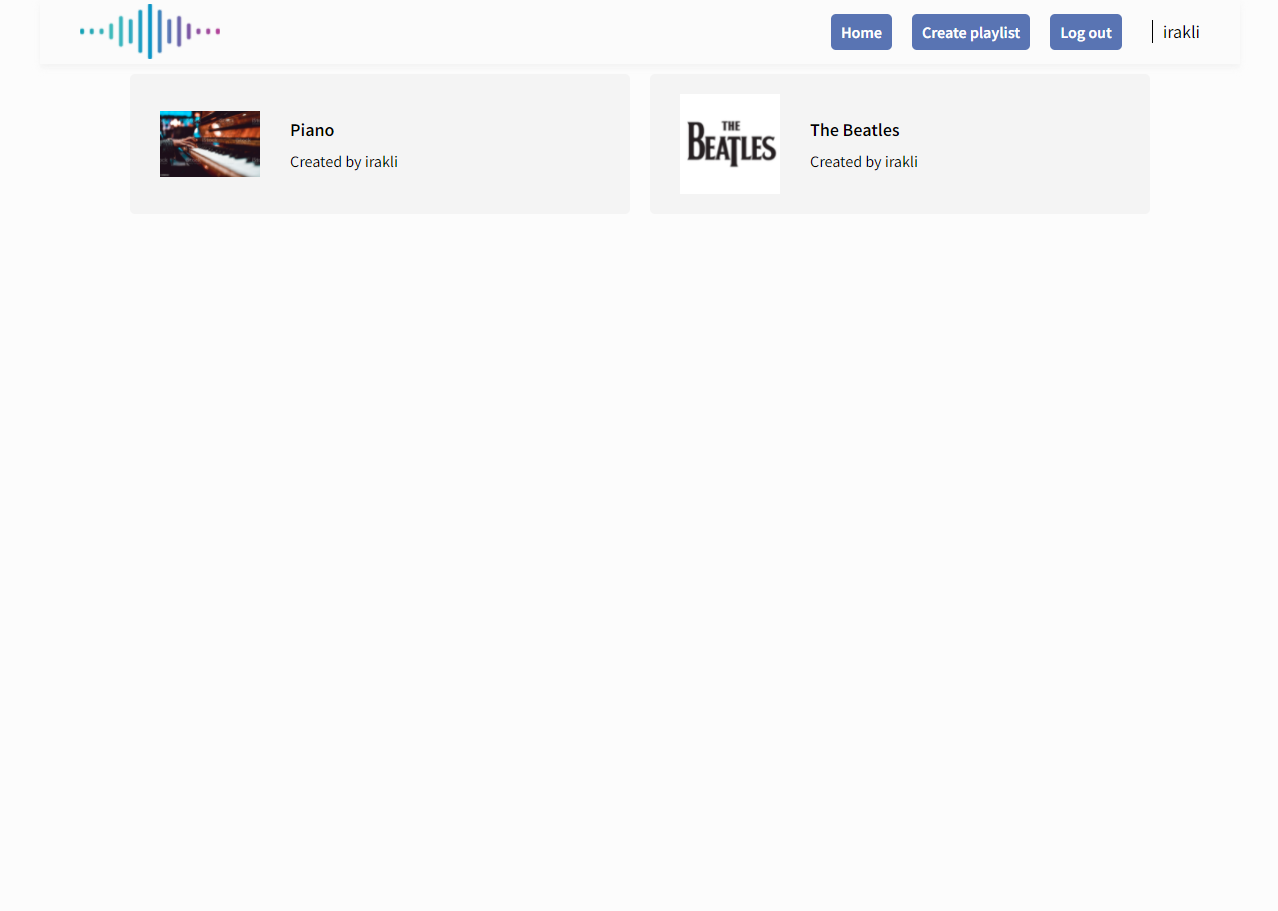 Home
Create playlist
Log out
irakli
Piano
Created by irakli
THE
BEATLES
The Beatles
Created by irakli